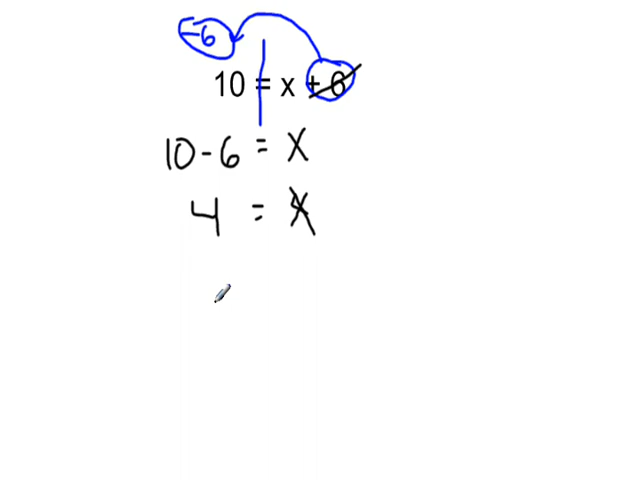 -6
10 = x + 6
10 - 6 = x
4 = x